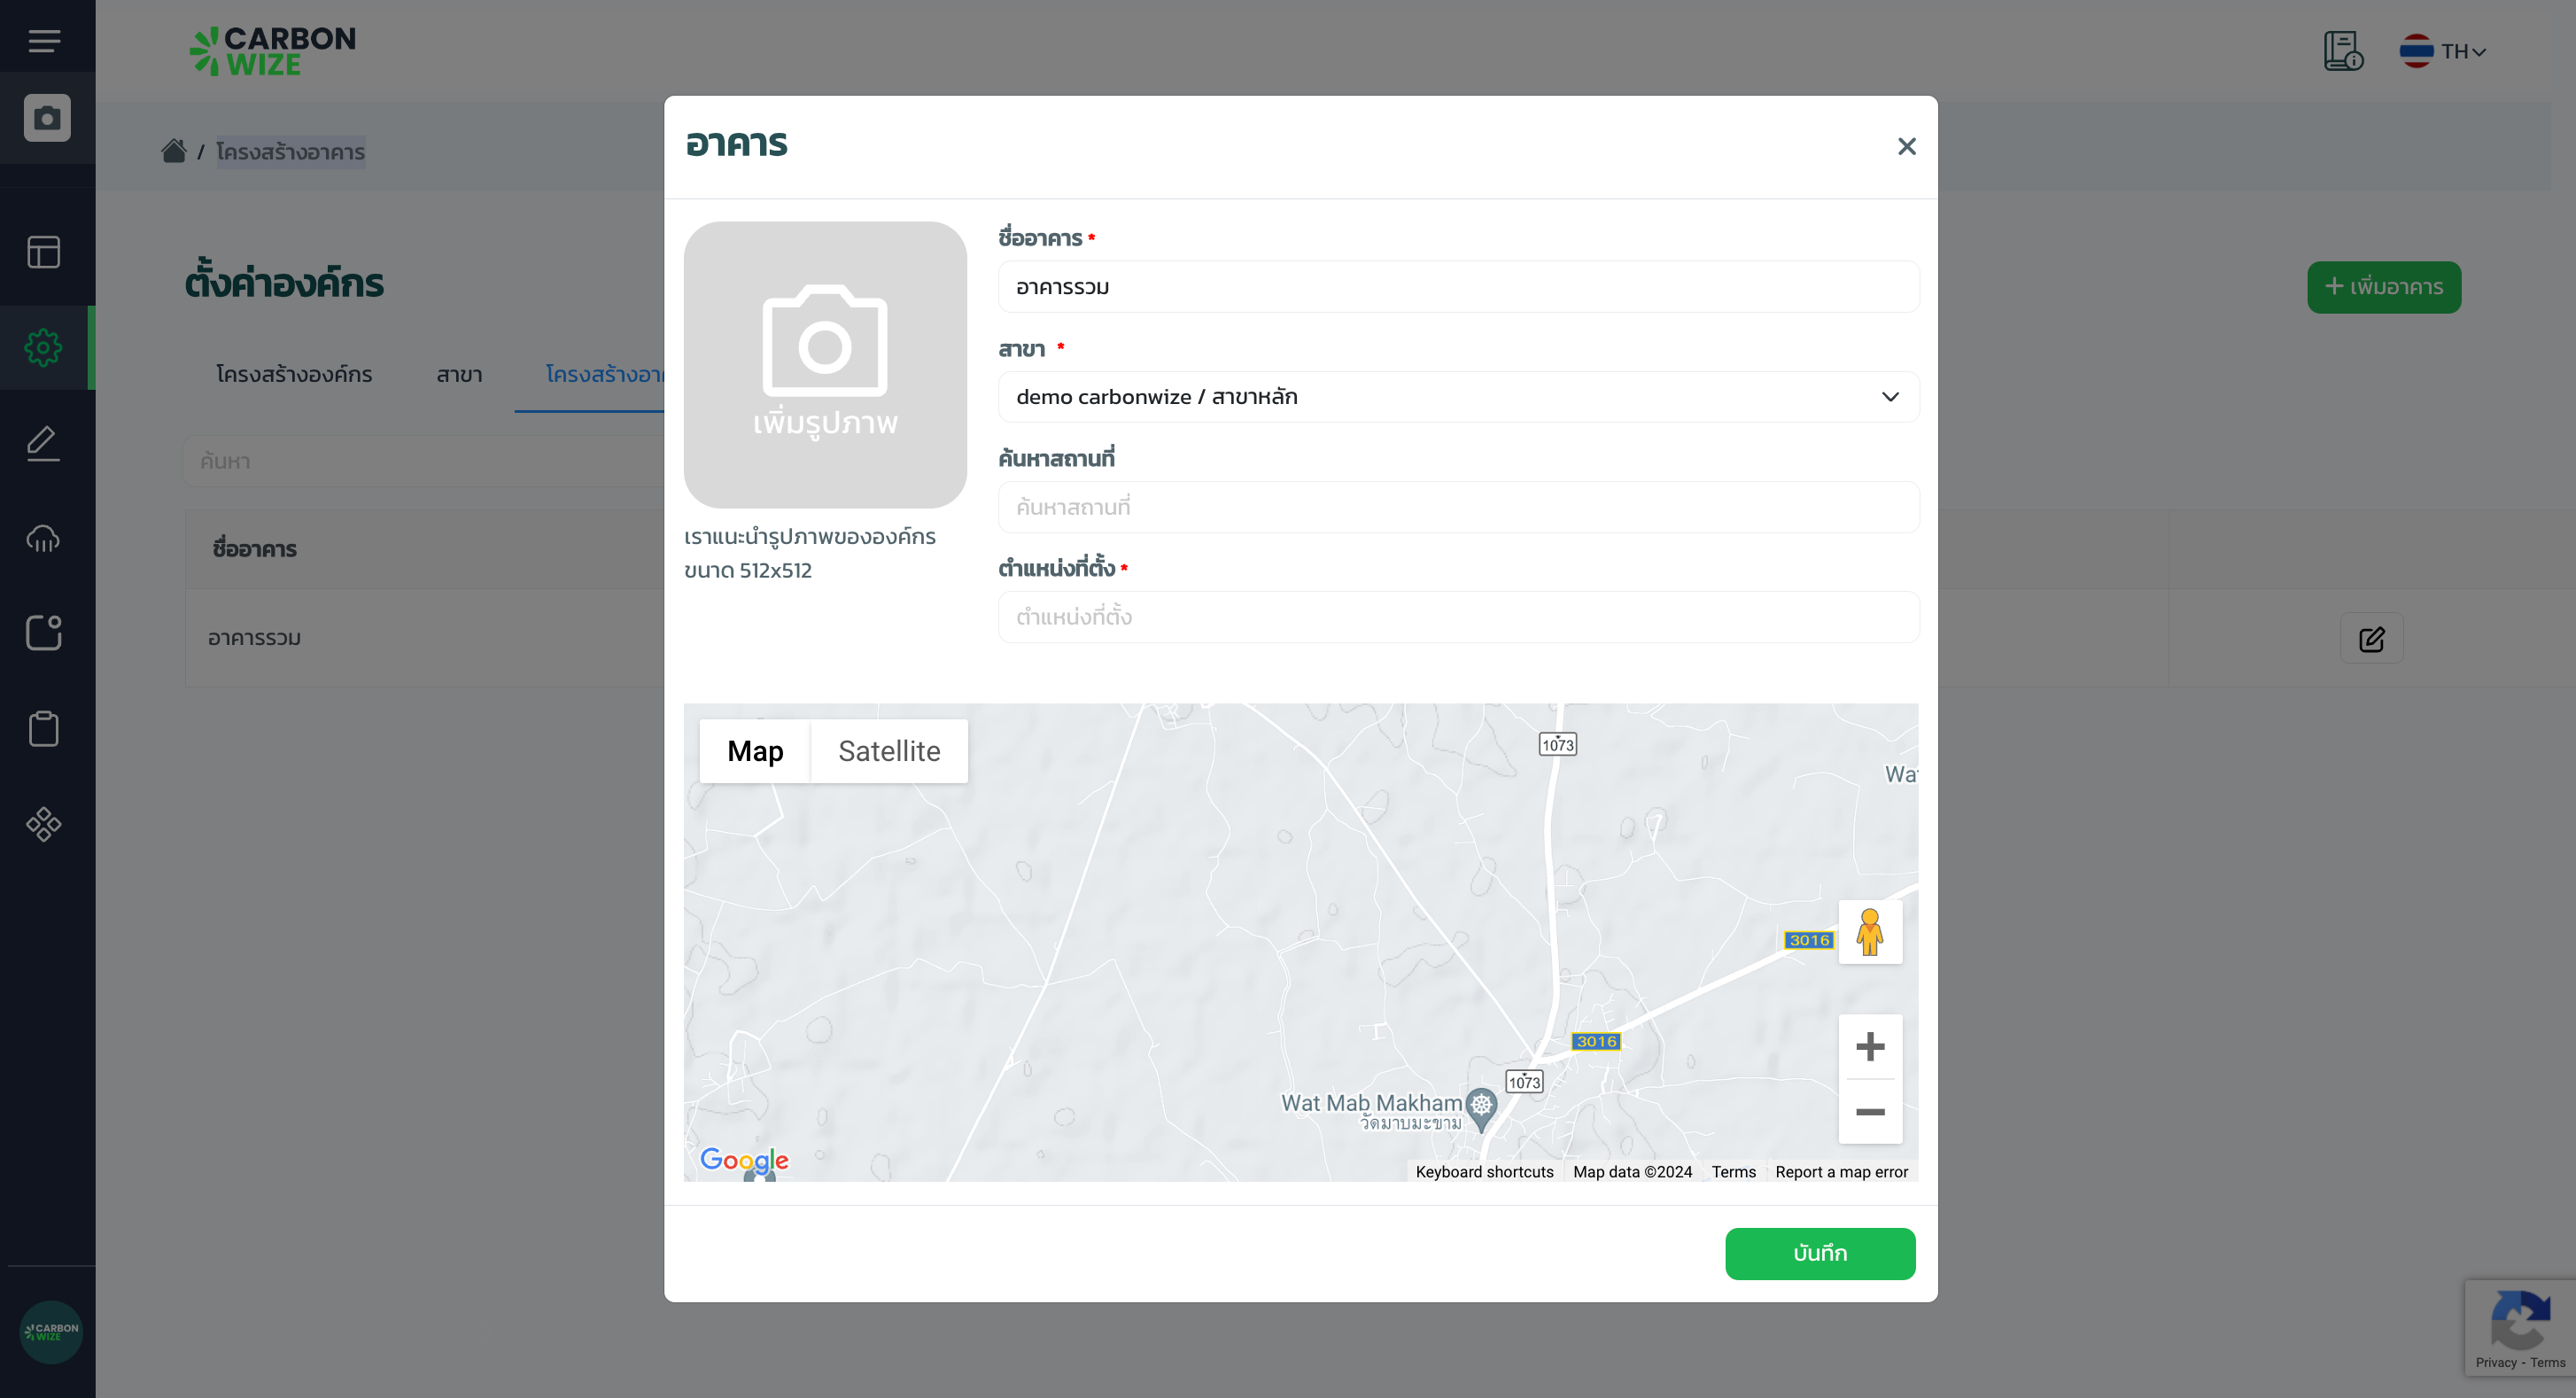 CARBON
WIZE
TH
/ โครงสร้างอาคาร
ตั้งค่าองค์กร
+ เพิ่มอาคาร
โครงสร้างองค์กร สาขา โครงสร้างอา
ค้นหา
ชื่ออาคาร
อาคารรวม
อาคาร
เพิ่มรูปภาพ
เราแนะนำรูปภาพขององค์กร
ขนาด 512x512
ชื่ออาคาร *
อาคารรวม
สาขา *
demo carbonwize / สาขาหลัก
ค้นหาสถานที่
ค้นหาสถานที่
ตำแหน่งที่ตั้ง *
ตำแหน่งที่ตั้ง
Map Satellite
1073
Wat
3016
3016
1073
Wat Mab Makham
วัดมาบมะขาม
Google
Keyboard shortcuts Map data ©2024 Terms Report a map error
บันทึก
CARBON
WIZE
Privacy - Terms